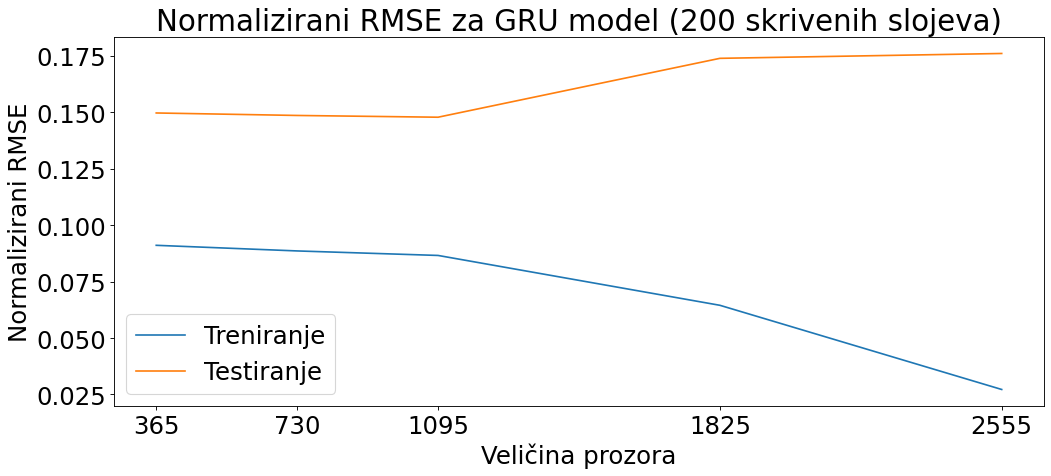 Normalizirani RMSE za GRU model (200 skrivenih slojeva)
Normalizirani RMSE
0.175
0.150
0.125
0.100
0.075
0.050
0.025
Treniranje
Testiranje
365 730 1095 1825 2555
Veličina prozora